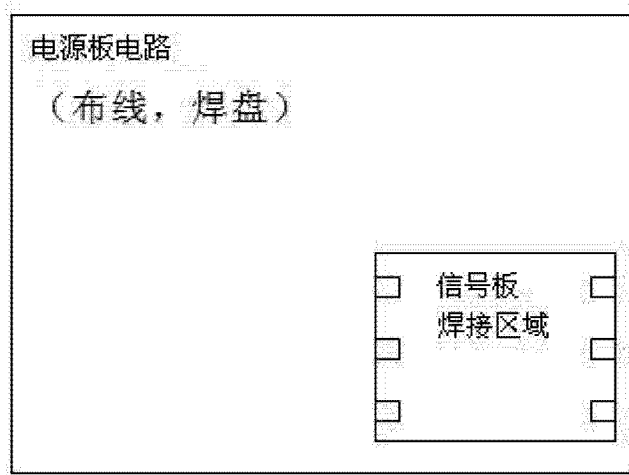 电源板电路
（布线，焊盘）
信号板
焊接区域